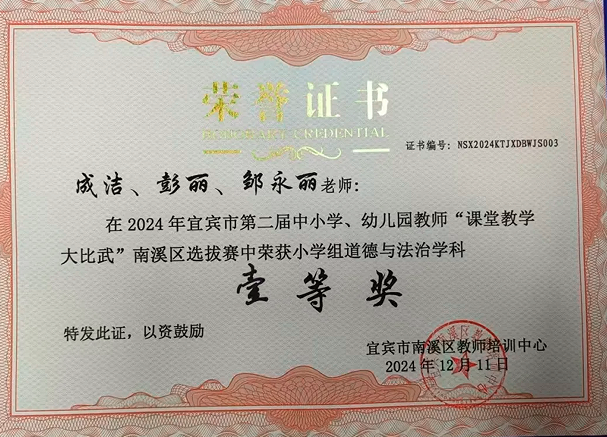 荣誉证书
HONORARY CREDENTIAL
证书编号：NSX2024KTJXDBWJS003
成洁、彭丽、邹永丽老师：
在2024年宜宾市第二届中小学、幼儿园教师“课堂教学
大比武”南溪区选拔赛中荣获小学组道德与法治学科
壹等奖
特发此证，以资鼓励
宜宾市南溪区教师培训中心
2024年12月11日